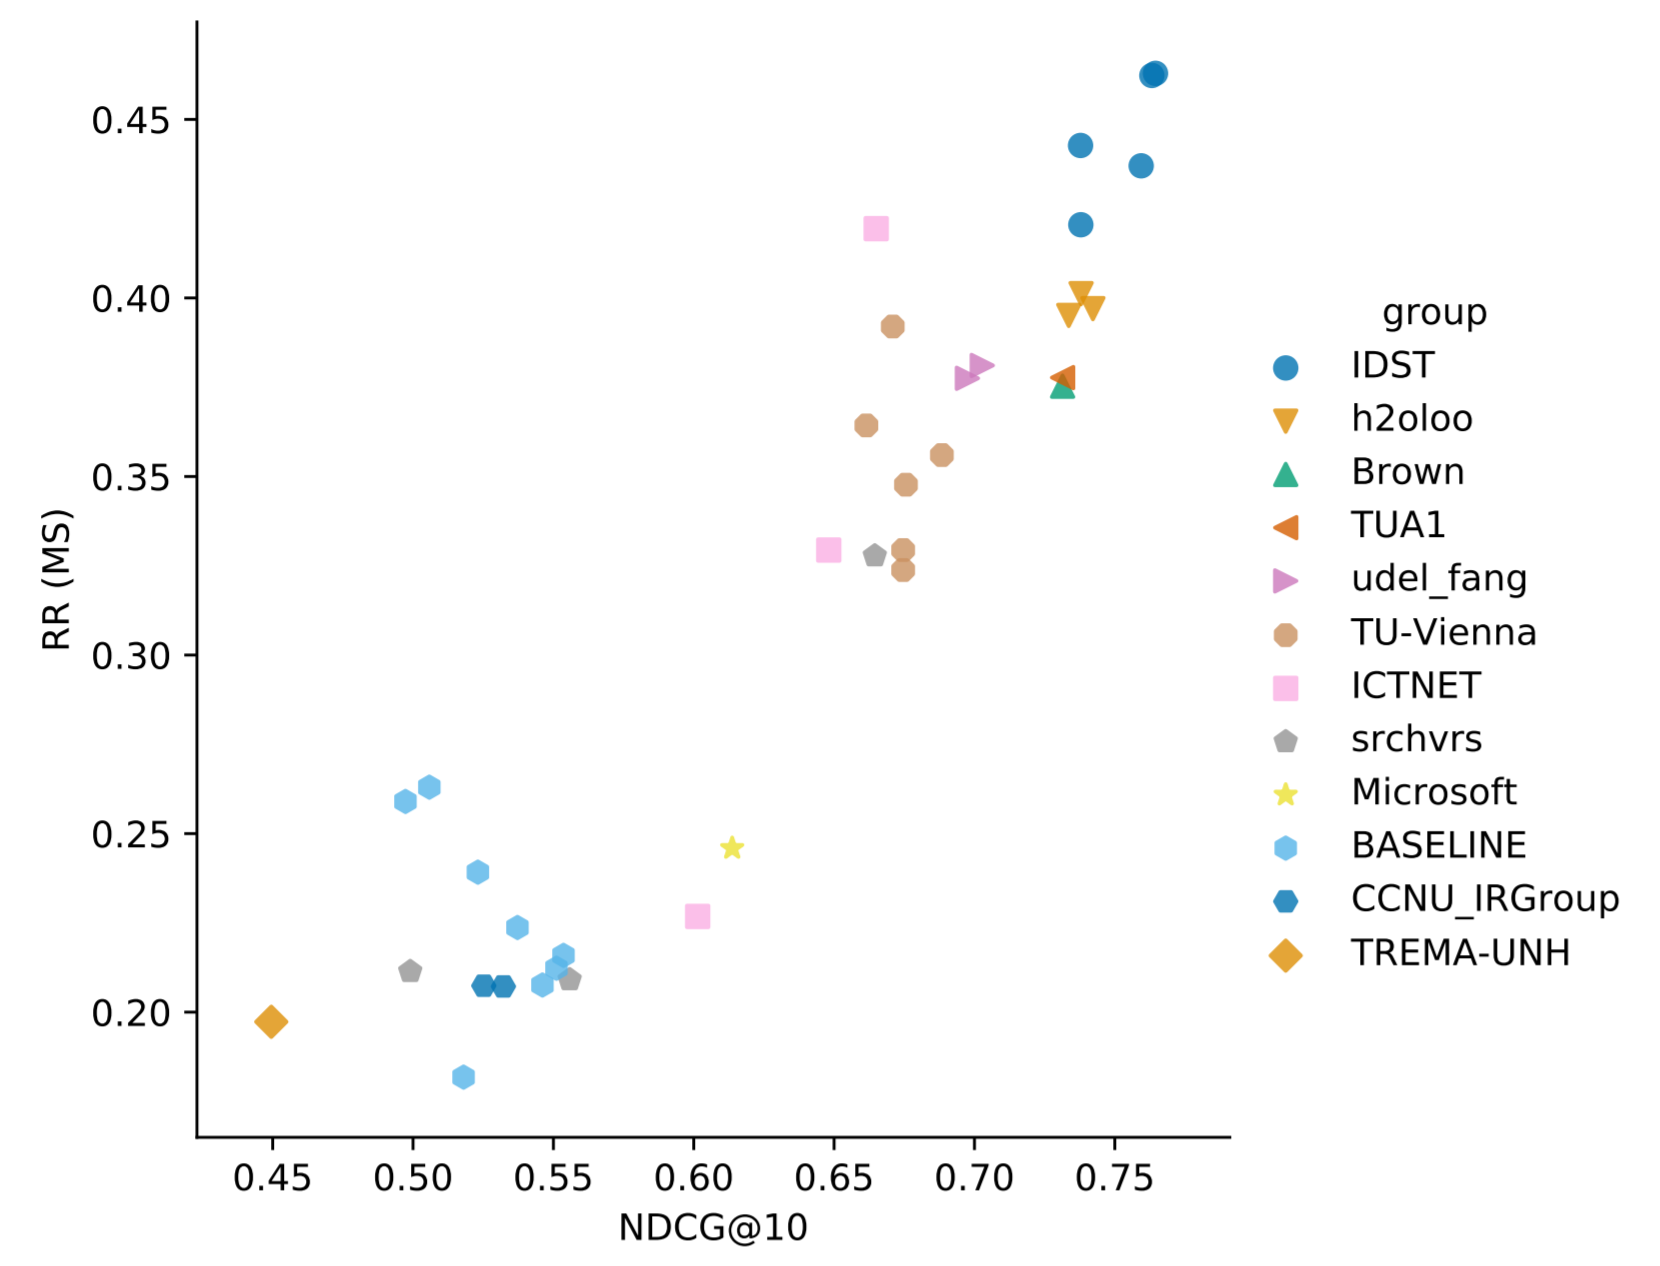 RR (MS)
0.45
0.40
0.35
0.30
0.25
0.20
0.45 0.50 0.55 0.60 0.65 0.70 0.75
NDCG@10
group
IDST
h2oloo
Brown
TUA1
udel_fang
TU-Vienna
ICTNET
srchvrs
Microsoft
BASELINE
CCNU_IRGroup
TREMA-UNH